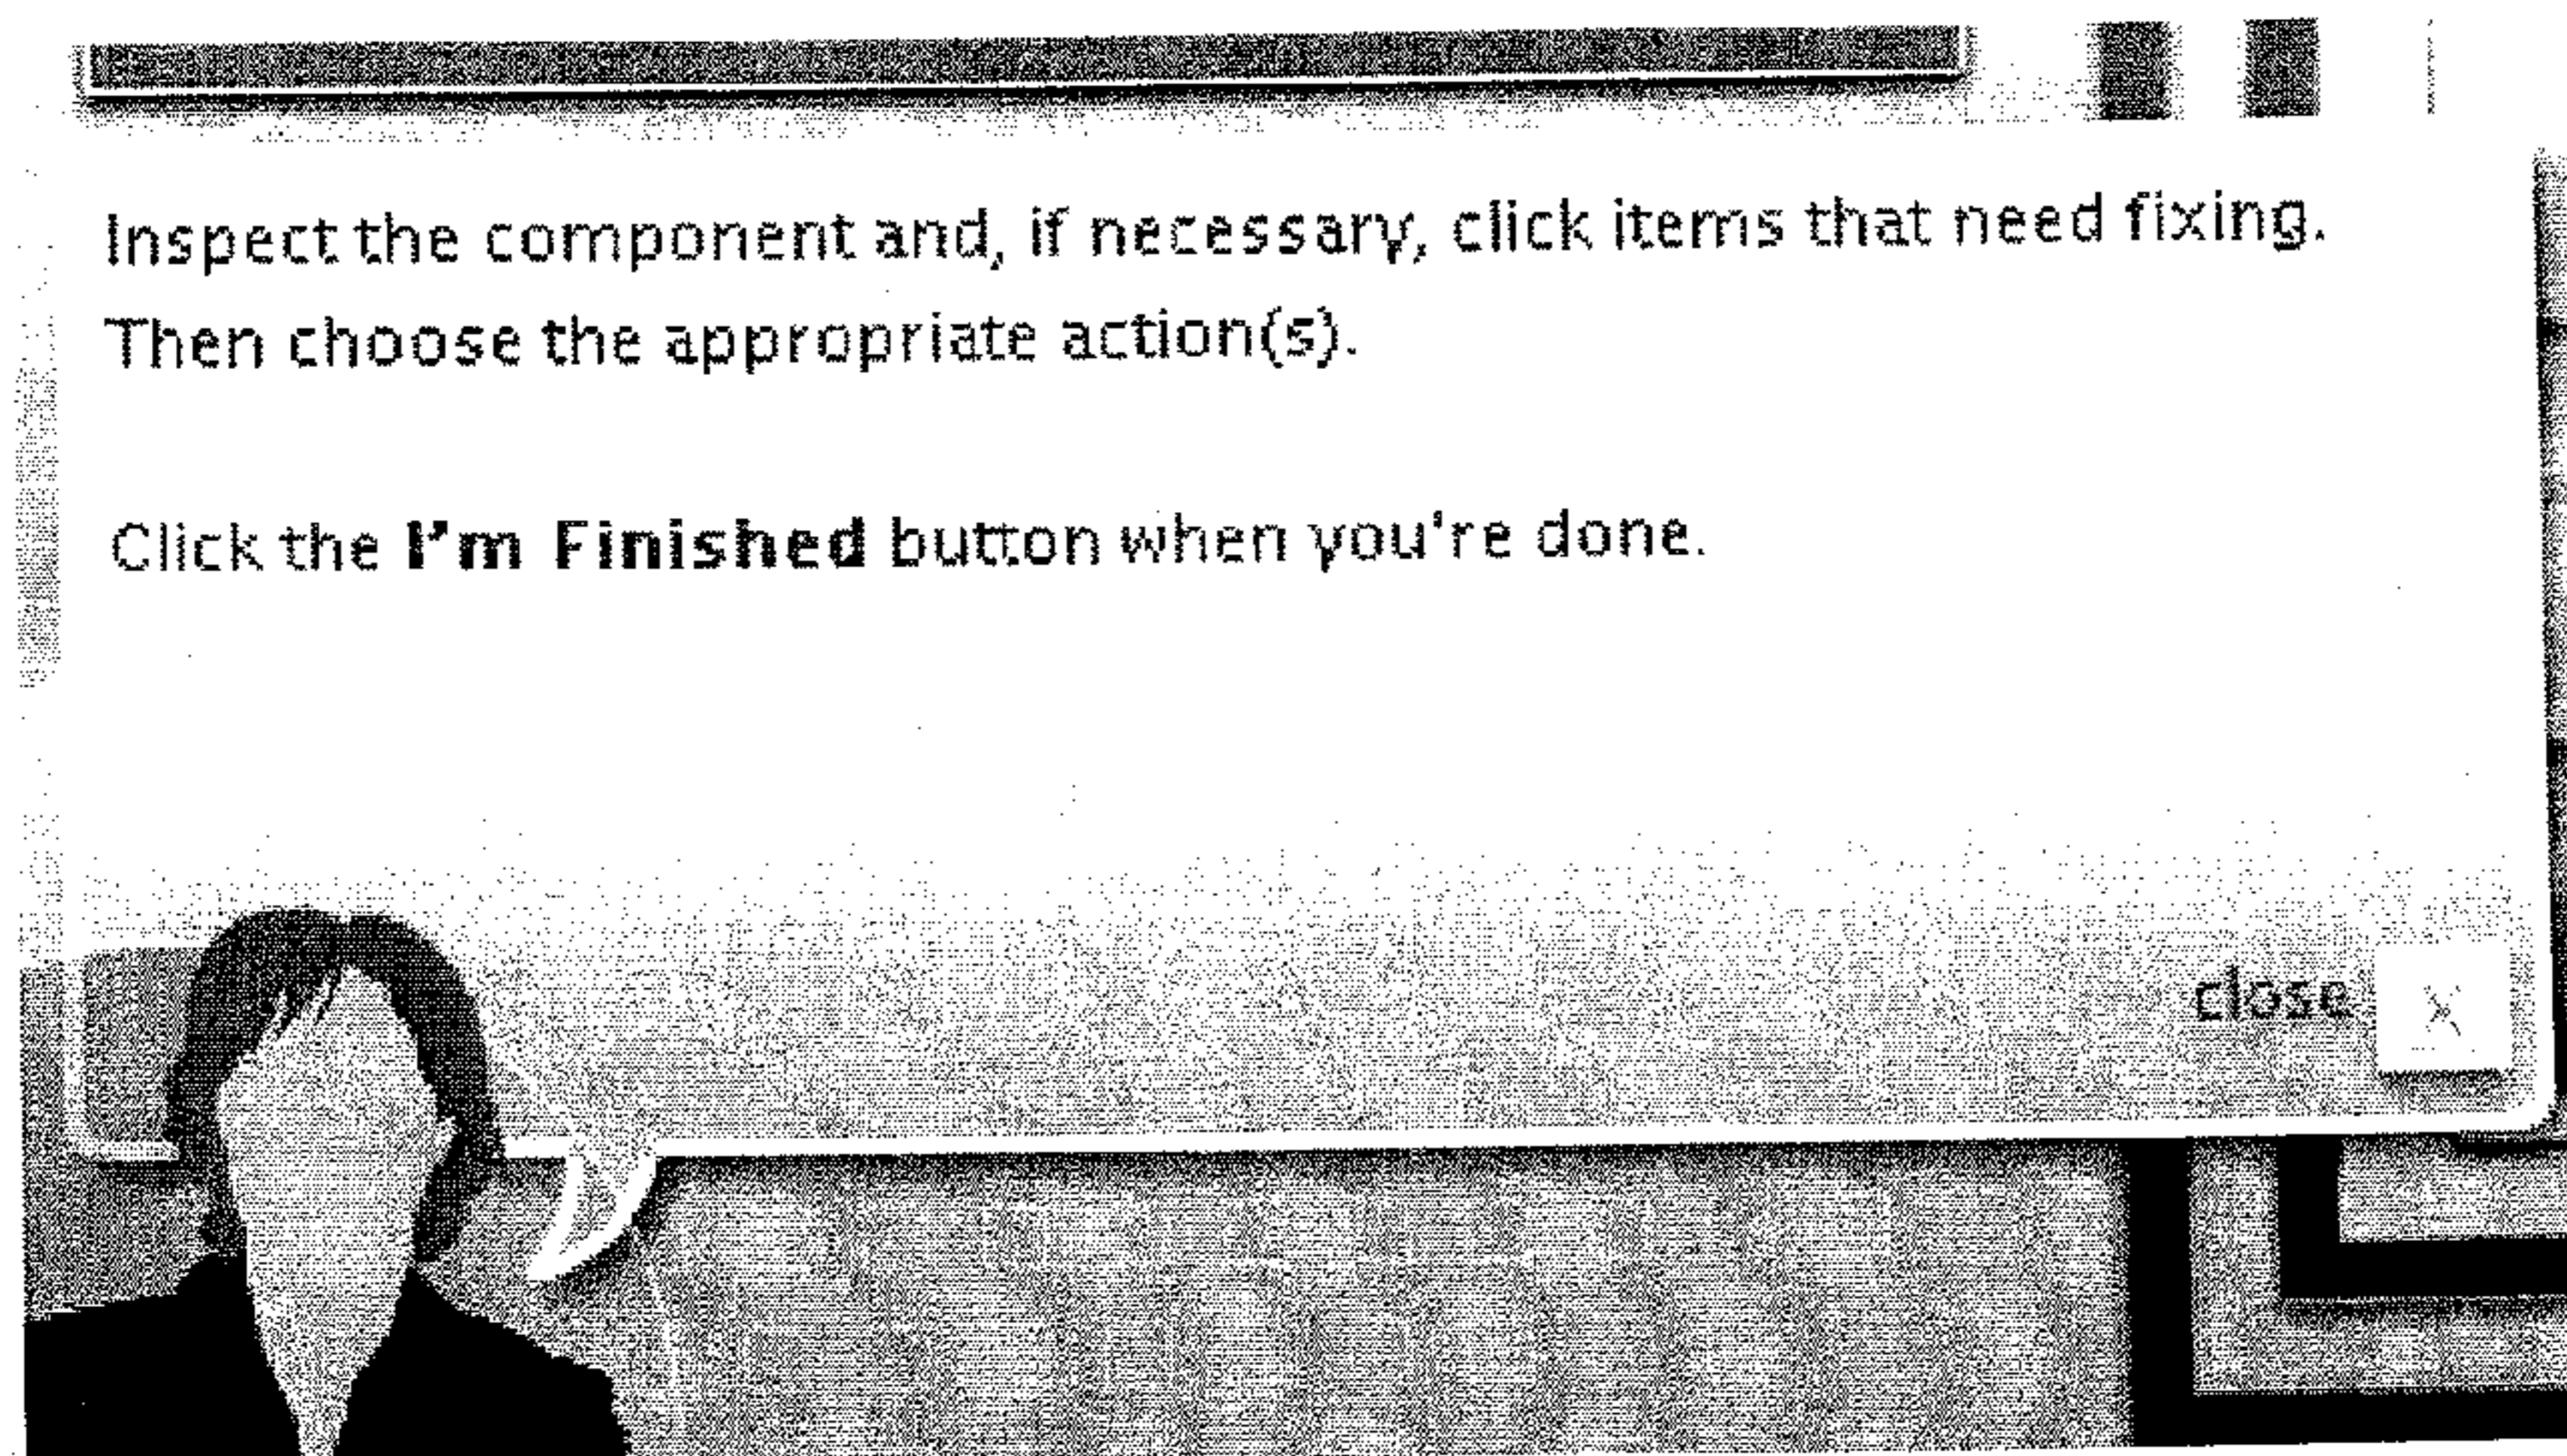 Inspect the component and, if necessary, click items that need fixing.
Then choose the appropriate action(s).
Click the I'm Finished button when you're done.
close